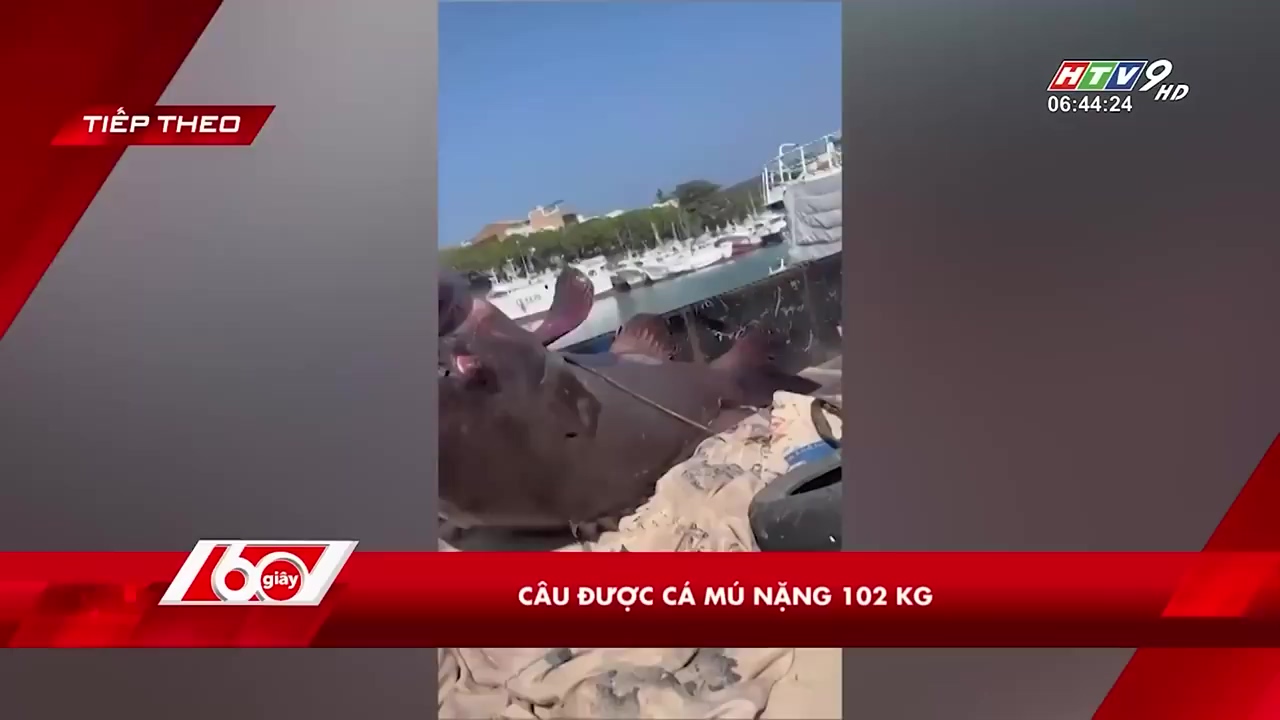 TIẾP THEO
HTV9 HD
06:44:24
60 giây
CÂU ĐƯỢC CÁ MÚ NẶNG 102 KG